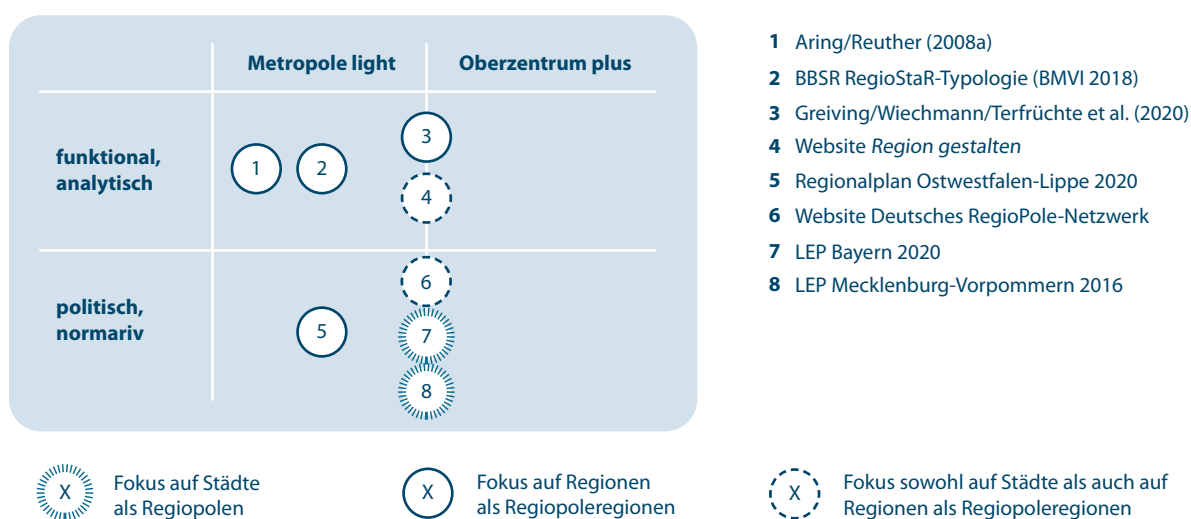 Metropole light
Oberzentrum plus
funktional,
analytisch
1
2
3
4
politisch,
normariv
5
6
7
8
1 Aring/Reuther (2008a)
2 BBSR RegioStaR-Typologie (BMVI 2018)
3 Greiving/Wiechmann/Terfrüchte et al. (2020)
4 Website Region gestalten
5 Regionalplan Ostwestfalen-Lippe 2020
6 Website Deutsches RegioPole-Netzwerk
7 LEP Bayern 2020
8 LEP Mecklenburg-Vorpommern 2016
X
Fokus auf Städte
als Regiopolen
X
Fokus auf Regionen
als Regiopoleregionen
X
Fokus sowohl auf Städte als auch auf
Regionen als Regiopoleregionen